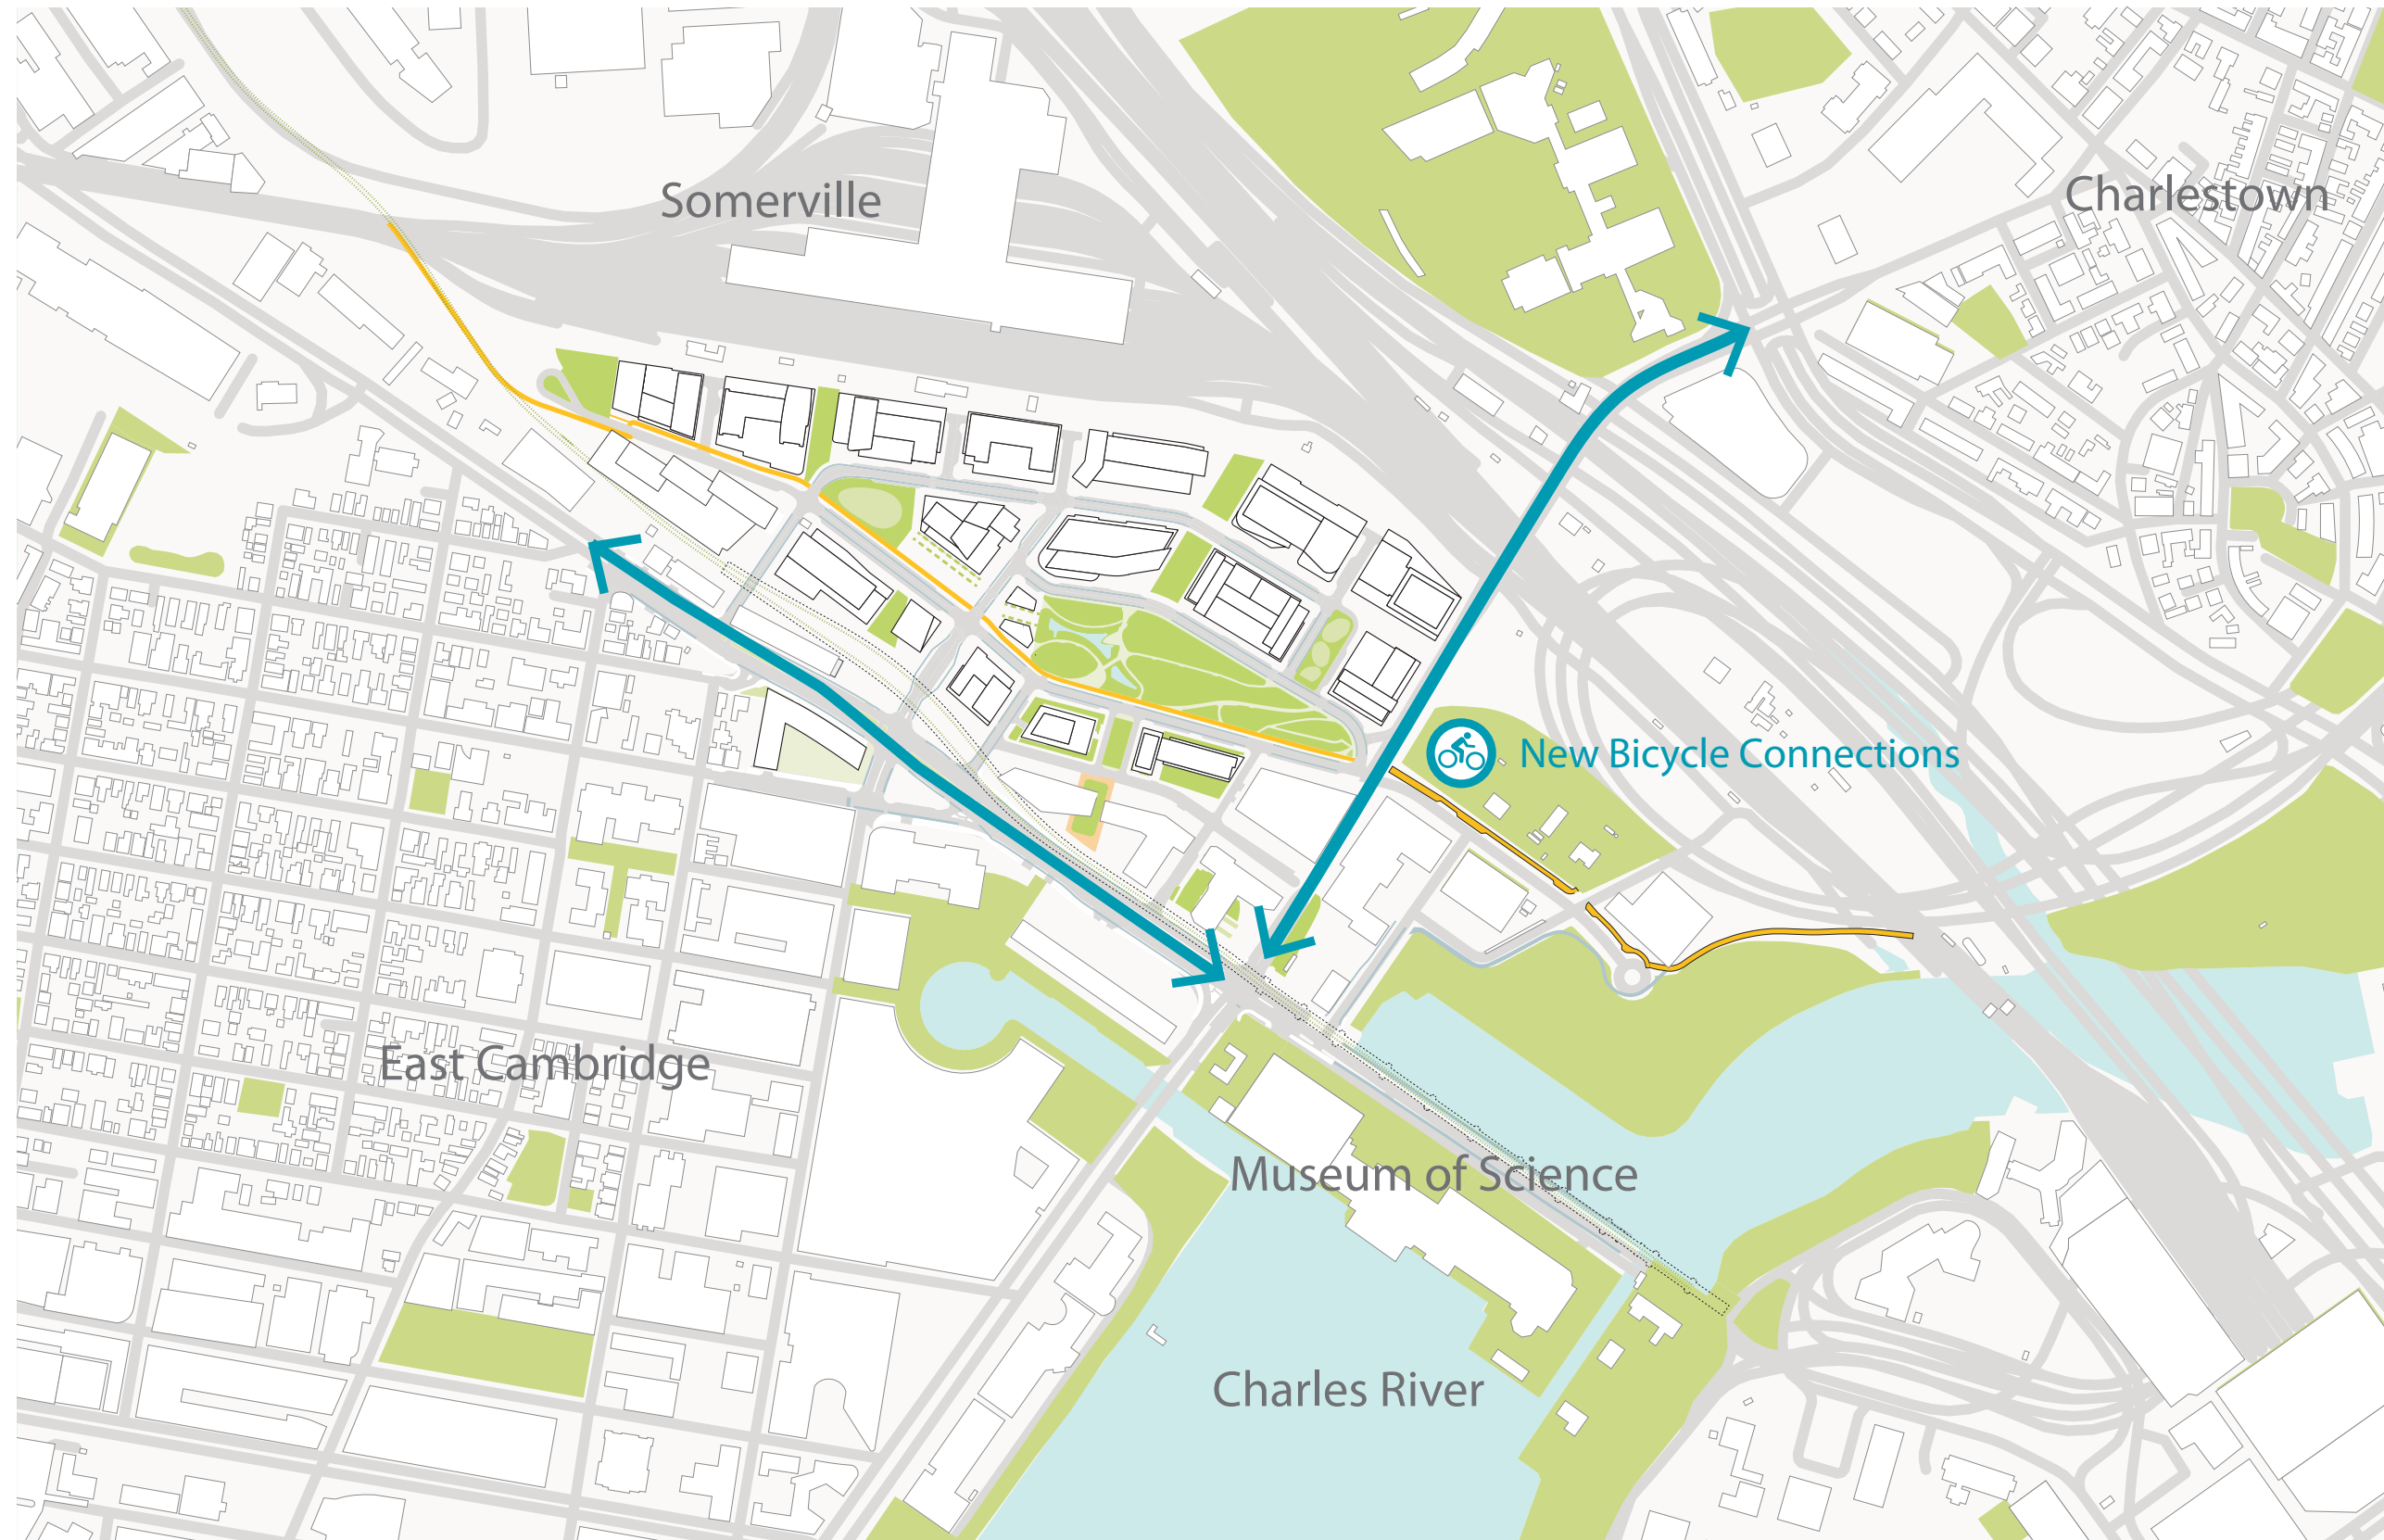 Somerville
Charlestown
New Bicycle Connections
East Cambridge
Museum of Science
Charles River